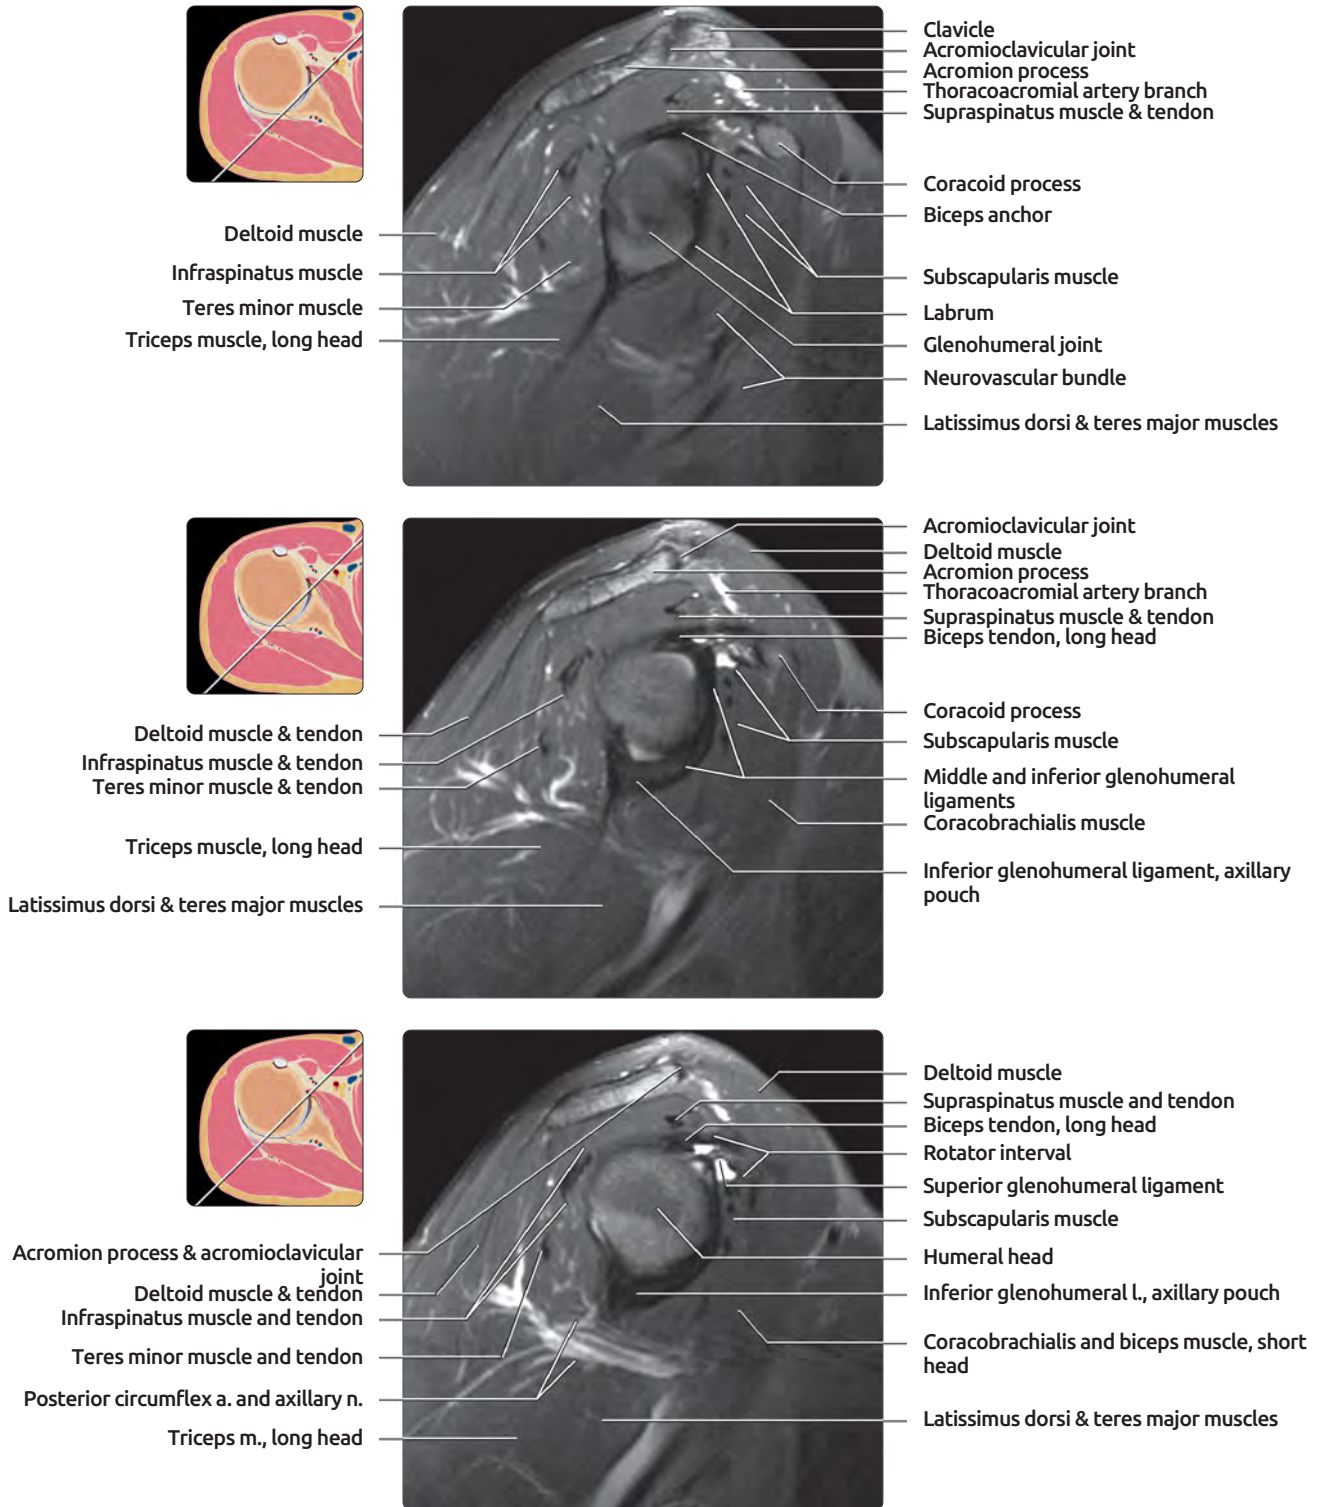 Clavicle
Acromioclavicular joint
Acromion process
Thoracoacromial artery branch
Supraspinatus muscle & tendon
Coracoid process
Biceps anchor
Deltoid muscle
Infraspinatus muscle
Subscapularis muscle
Teres minor muscle
Labrum
Triceps muscle, long head
Glenohumeral joint
Neurovascular bundle
Latissimus dorsi & teres major muscles
Acromioclavicular joint
Deltoid muscle
Acromion process
Thoracoacromial artery branch
Supraspinatus muscle & tendon
Biceps tendon, long head
Coracoid process
Deltoid muscle & tendon
Subscapularis muscle
Infraspinatus muscle & tendon
Middle and inferior glenohumeral
ligaments
Teres minor muscle & tendon
Coracobrachialis muscle
Triceps muscle, long head
Inferior glenohumeral ligament, axillary
pouch
Latissimus dorsi & teres major muscles
Deltoid muscle
Supraspinatus muscle and tendon
Biceps tendon, long head
Rotator interval
Superior glenohumeral ligament
Subscapularis muscle
Acromion process & acromioclavicular
joint
Humeral head
Deltoid muscle & tendon
Inferior glenohumeral l., axillary pouch
Infraspinatus muscle and tendon
Coracobrachialis and biceps muscle, short
head
Teres minor muscle and tendon
Posterior circumflex a. and axillary n.
Latissimus dorsi & teres major muscles
Triceps m., long head